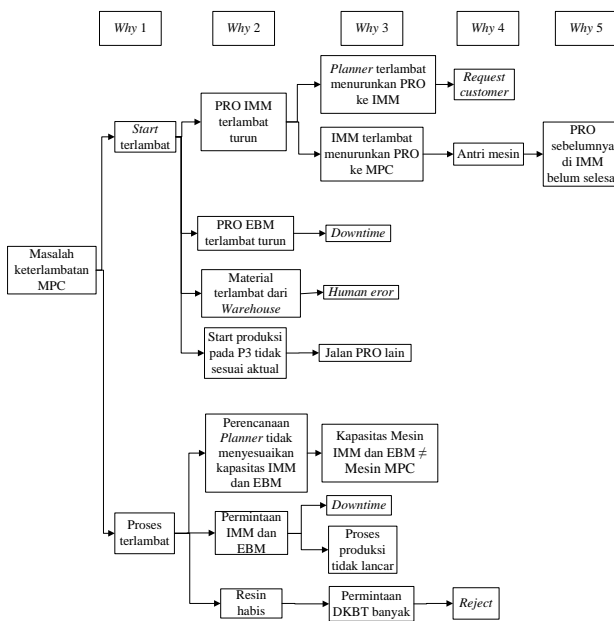 Why 1
Why 2
Why 3
Why 4
Why 5
Masalah
keterlambatan
MPC
Start
terlambat
PRO IMM
terlambat
turun
Planner terlambat
menurunkan PRO
ke IMM
Request
customer
IMM terlambat
menurunkan PRO
ke MPC
Antri mesin
PRO
sebelumnya
di IMM
belum selesa
PRO EBM
terlambat turun
Downtime
Material
terlambat dari
Warehouse
Human eror
Start produksi
pada P3 tidak
sesuai aktual
Jalan PRO lain
Proses
terlambat
Perencanaan
Planner tidak
menyesuaikan
kapasitas IMM
dan EBM
Kapasitas Mesin
IMM dan EBM ≠
Mesin MPC
Permintaan
IMM dan
EBM
Downtime
Proses
produksi
tidak lancar
Resin
habis
Permintaan
DKBT banyak
Reject